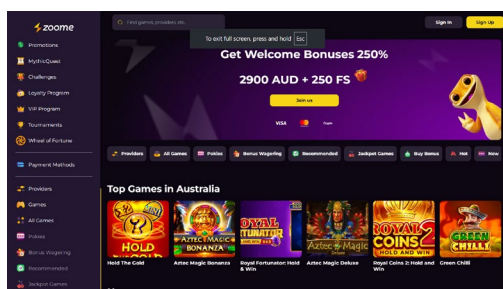 zoome
Find games, providers, etc.
Sign In
Sign Up
To exit full screen, press and hold Esc
Promotions
MythicQuest
Challenges
Loyalty Program
VIP Program
Tournaments
Wheel of Fortune
Payment Methods
Providers
Games
All Games
Pokies
Bonus Wagering
Recommended
Jackpot Games
Get Welcome Bonuses 250%
2900 AUD + 250 FS
Join us
VISA
Providers
All Games
Pokies
Bonus Wagering
Recommended
Jackpot Games
Buy Bonus
Hot
New
Top Games in Australia
HOLD
THE GOLD
AZTEC MAGIC
BONANZA
ROYAL
FORTUNATOR
HOLD AND WIN
Aztec Magic
DELUXE
ROYAL
COINS 2
HOLD AND WIN
GREEN
CHILLI
Hold The Gold
Aztec Magic Bonanza
Royal Fortunator: Hold
& Win
Aztec Magic Deluxe
Royal Coins 2: Hold and
Win
Green Chilli